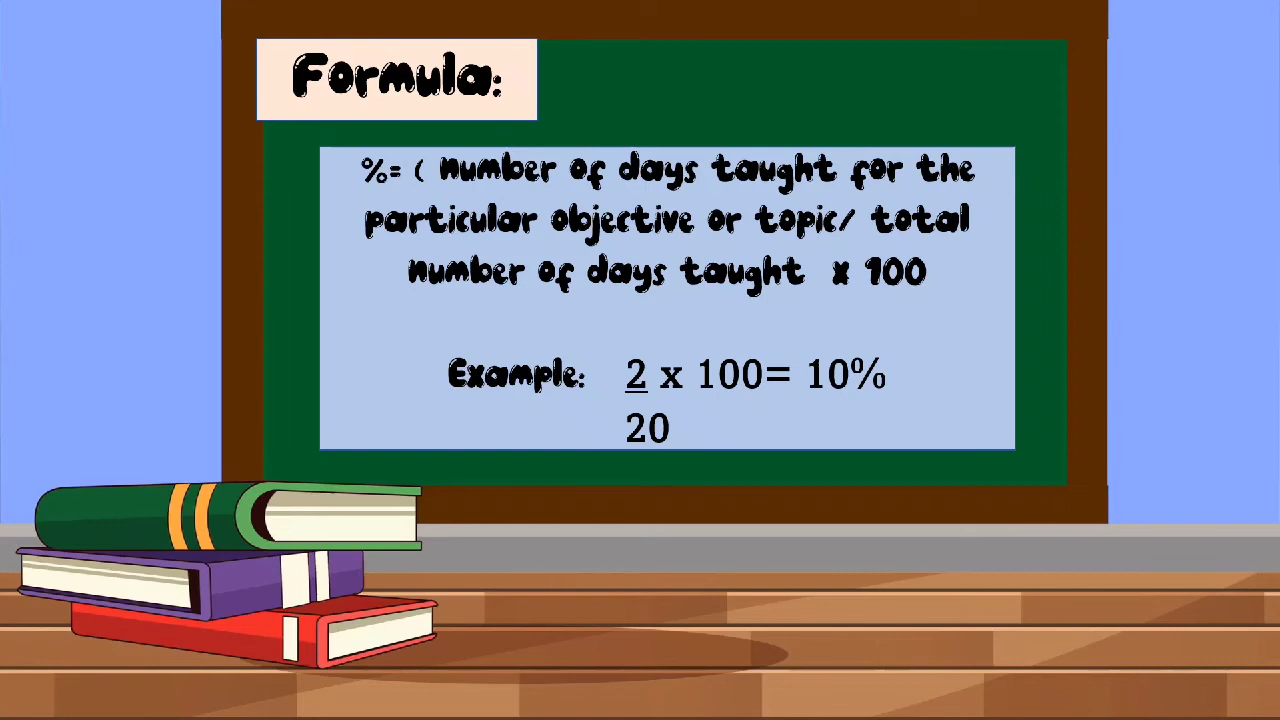 Formula:
%= ( number of days taught for the
particular objective or topic/ total
number of days taught x 100
Example: 2 x 100= 10%
20